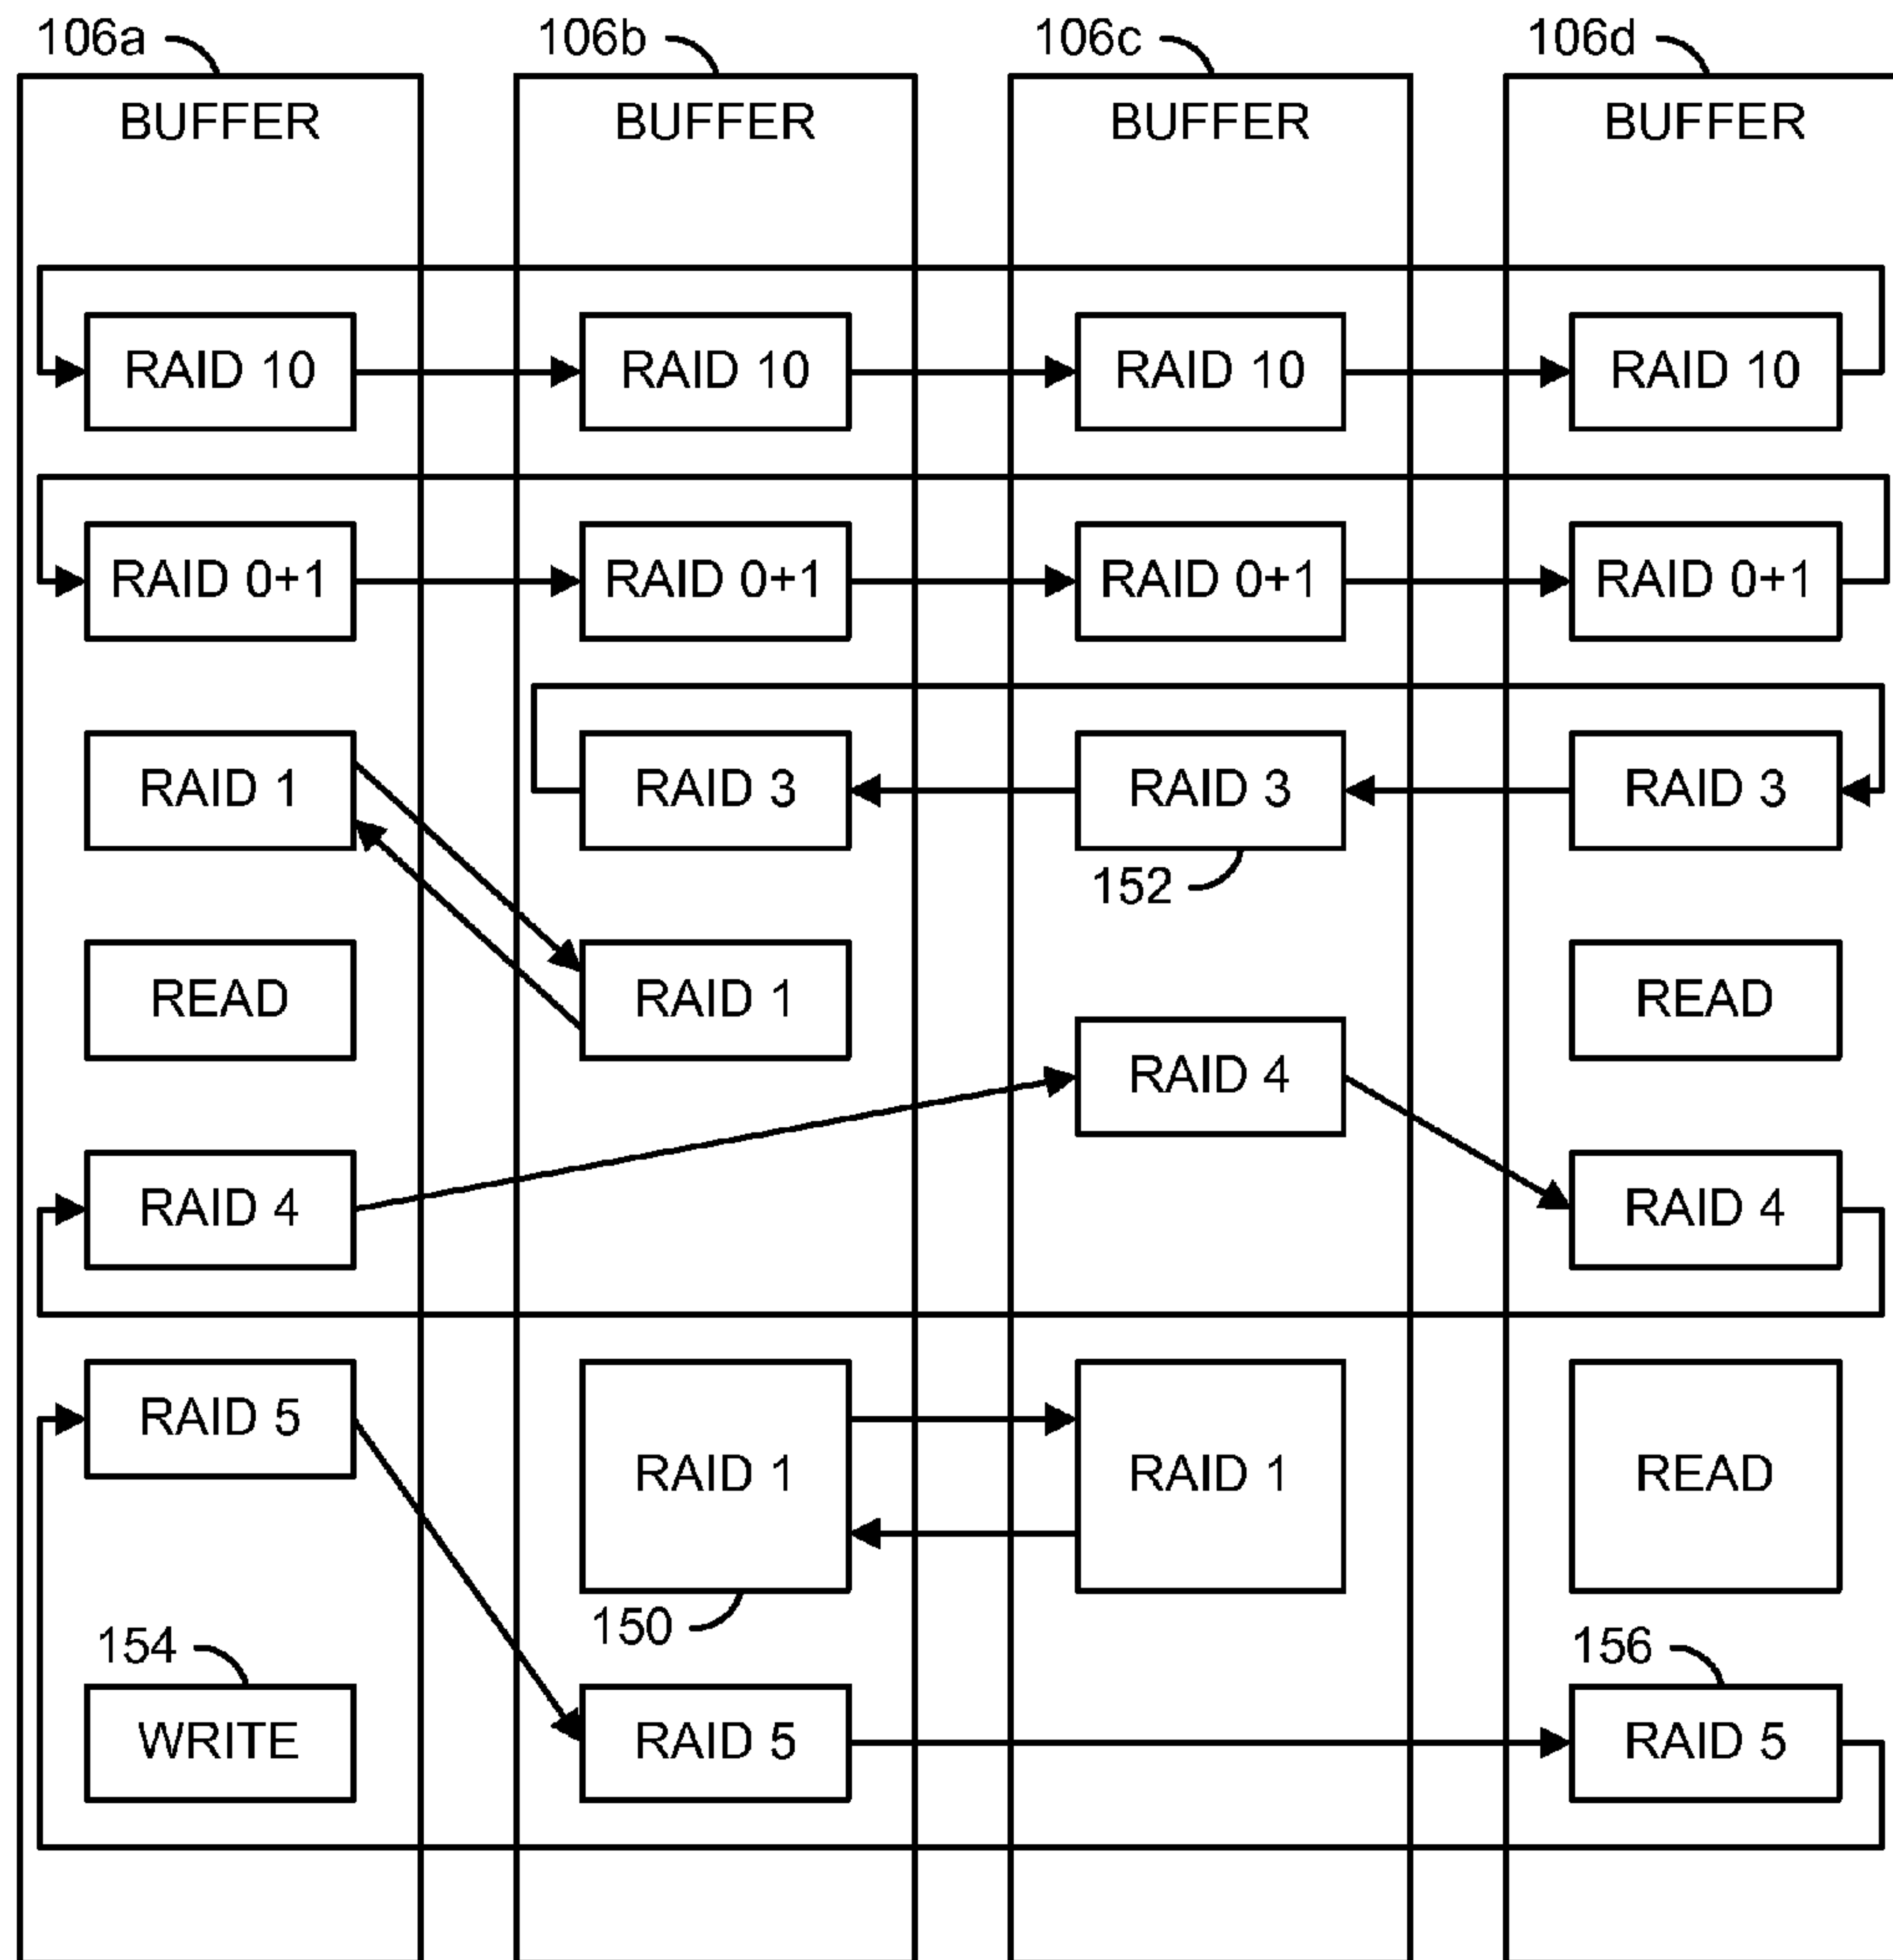 106a
106b
106c
106d
BUFFER
BUFFER
BUFFER
BUFFER
RAID 10
RAID 10
RAID 10
RAID 10
RAID 0+1
RAID 0+1
RAID 0+1
RAID 0+1
RAID 1
RAID 3
RAID 3
RAID 3
152
READ
RAID 1
READ
RAID 4
RAID 4
RAID 4
RAID 5
RAID 1
RAID 1
READ
150
154
156
WRITE
RAID 5
RAID 5